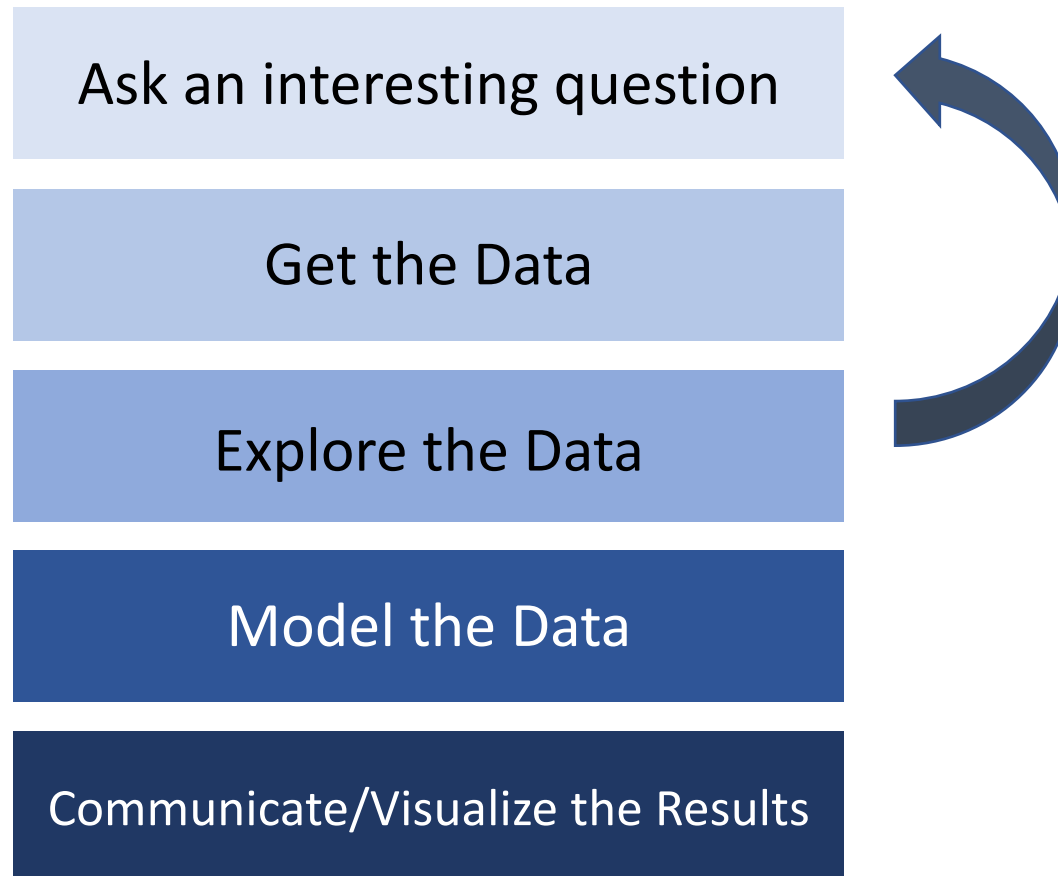 Ask an interesting question
Get the Data
Explore the Data
Model the Data
Communicate/Visualize the Results